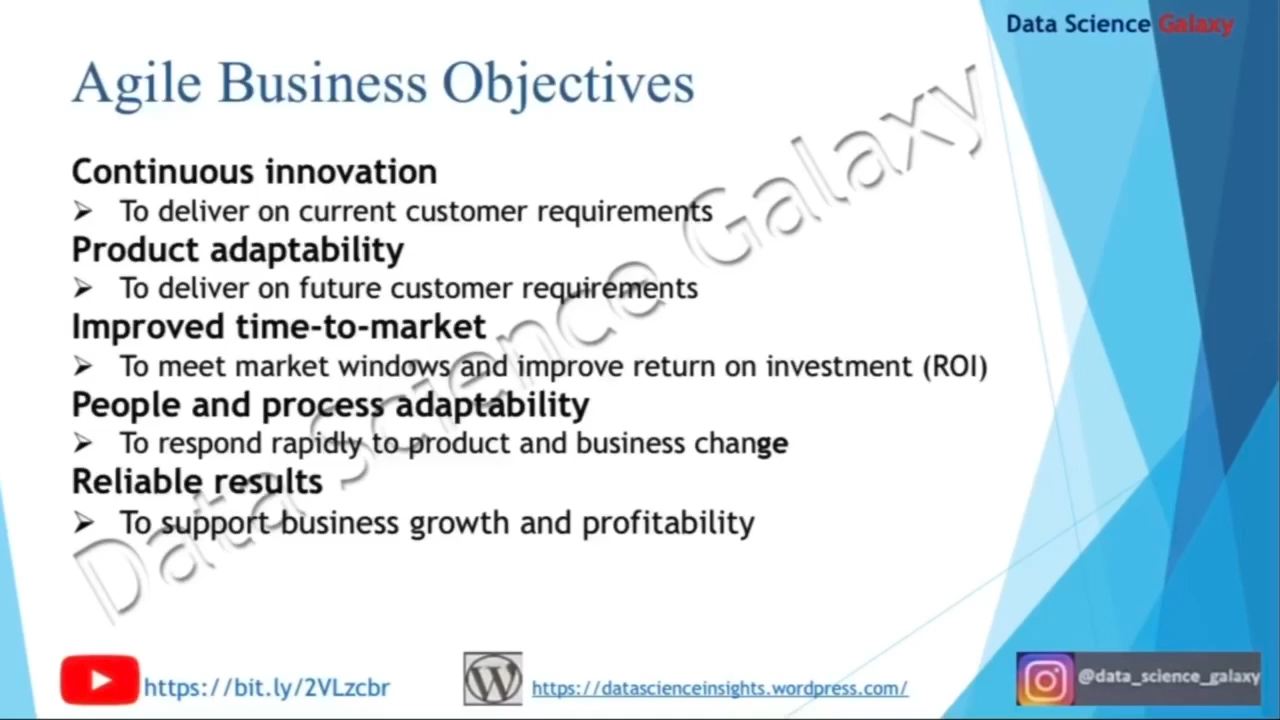 Data Science Galaxy
Agile Business Objectives
Continuous innovation
➢ To deliver on current customer requirements
Product adaptability
➢ To deliver on future customer requirements
Improved time-to-market
➢ To meet market windows and improve return on investment (ROI)
People and process adaptability
➢ To respond rapidly to product and business change
Reliable results
➢ To support business growth and profitability
Data Science Galaxy
https://bit.ly/2VLzcbr
https://datascienceinsights.wordpress.com/
@data_science_galaxy